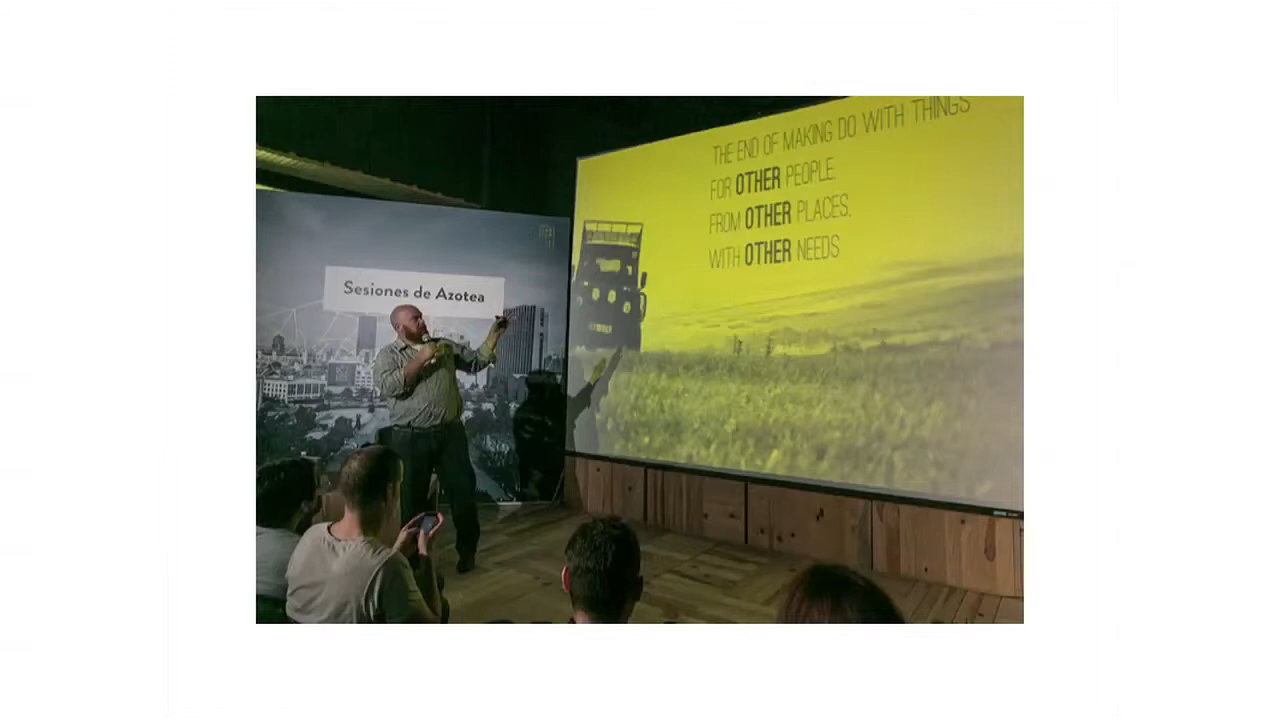 Sesiones de Azotea
THE END OF MAKING DO WITH THINGS
FOR OTHER PEOPLE,
FROM OTHER PLACES,
WITH OTHER NEEDS